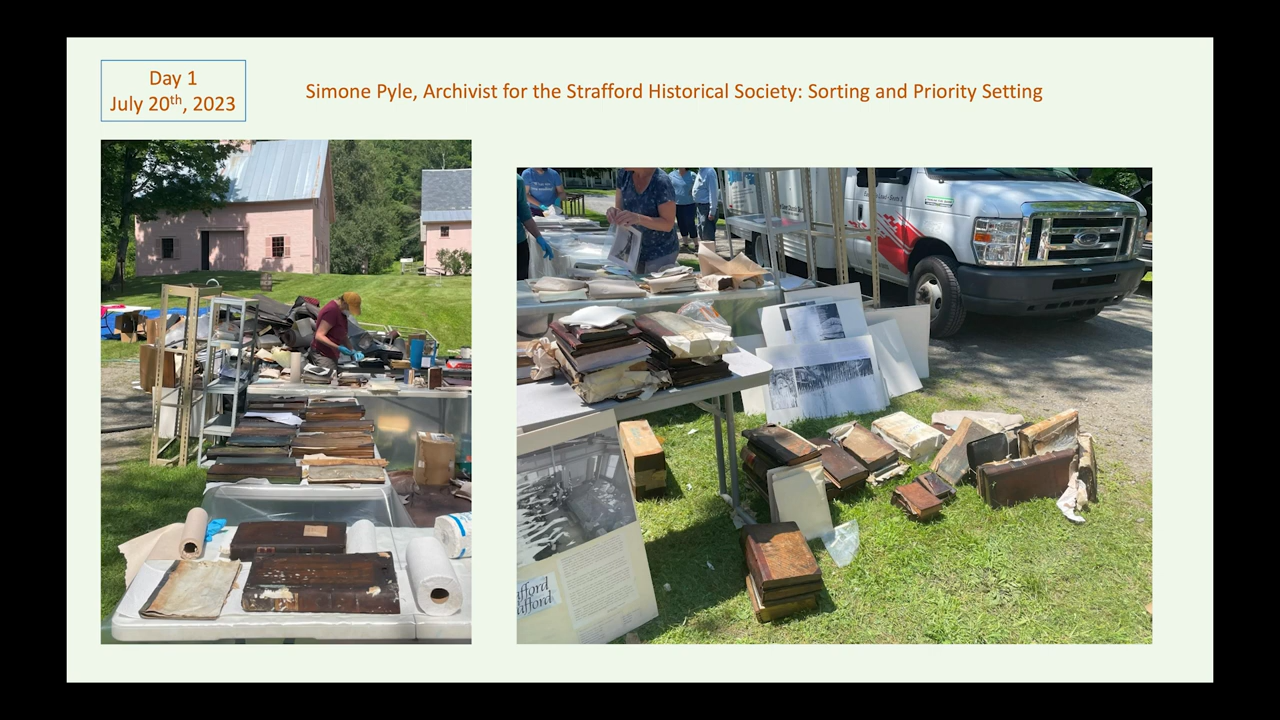 Day 1
July 20th, 2023
Simone Pyle, Archivist for the Strafford Historical Society: Sorting and Priority Setting
afford
afford